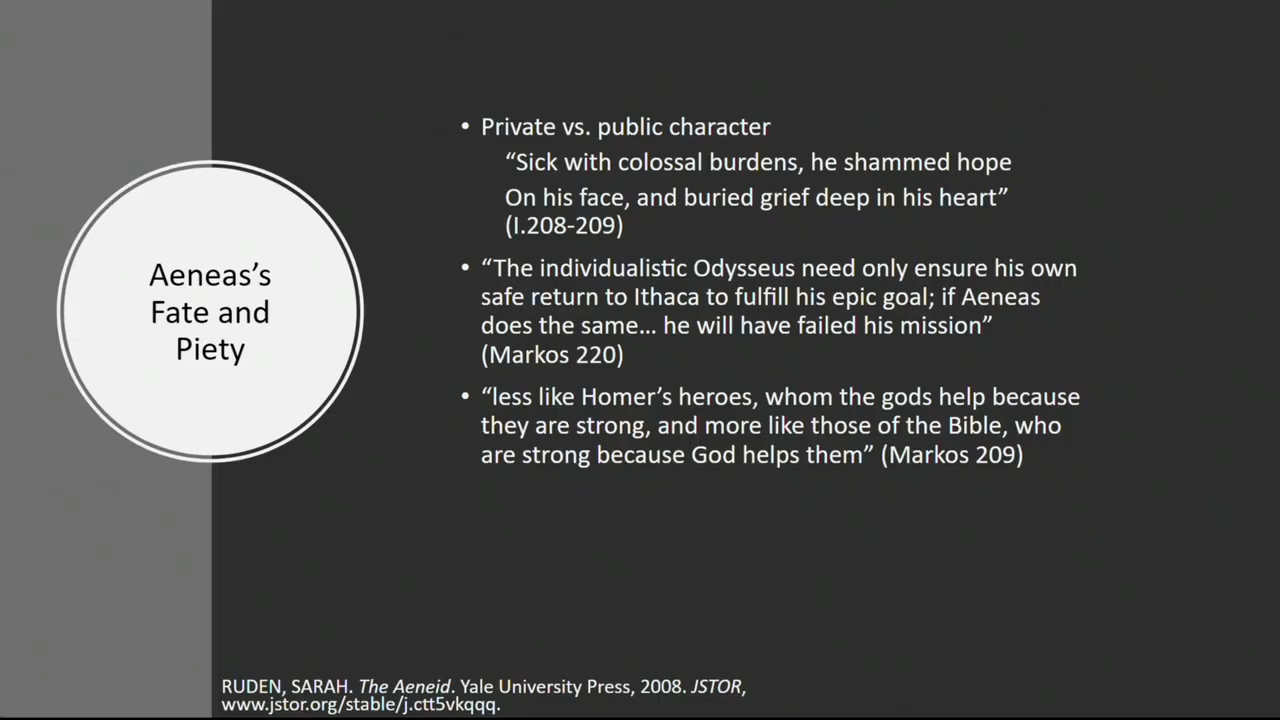 Aeneas’s
Fate and
Piety
• Private vs. public character
“Sick with colossal burdens, he shammed hope
On his face, and buried grief deep in his heart”
(I.208-209)
• “The individualistic Odysseus need only ensure his own
safe return to Ithaca to fulfill his epic goal; if Aeneas
does the same… he will have failed his mission”
(Markos 220)
• “less like Homer’s heroes, whom the gods help because
they are strong, and more like those of the Bible, who
are strong because God helps them” (Markos 209)
RUDEN, SARAH. The Aeneid. Yale University Press, 2008. JSTOR,
www.jstor.org/stable/j.ctt5vkqqq.